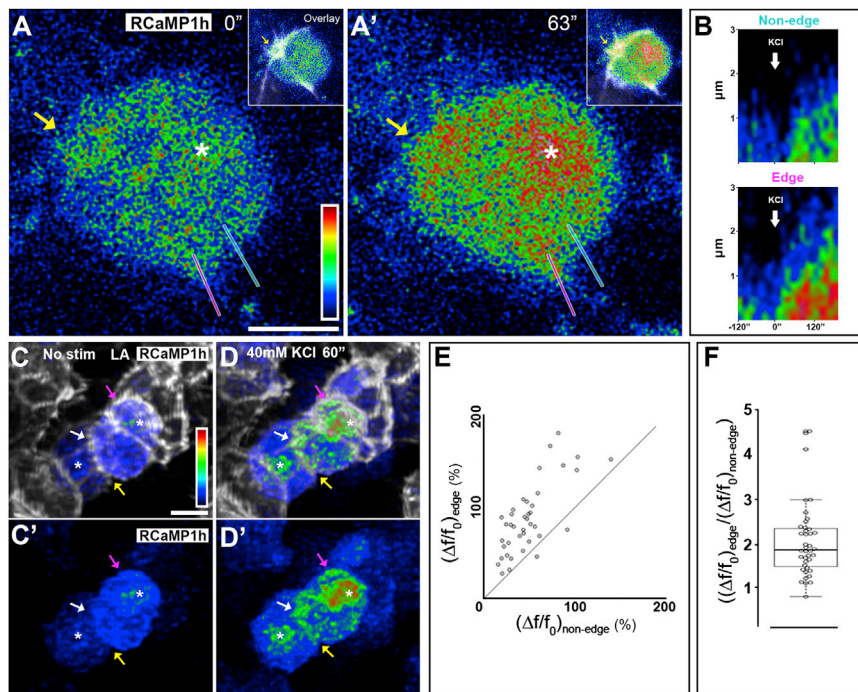 A RCaMP1h 0”
Overlay
A’ 63”
B Non-edge
KCl
µm
3
2
1
Edge
KCl
µm
3
2
1
-120” 0” 120”
C No stim LA RCaMP1h
D 40mM KCl 60”
C’ RCaMP1h
D’
E
(Δf/f0)edge (%)
200
100
0 100 200
(Δf/f0)non-edge (%)
F
((Δf/f0)edge/(Δf/f0)non-edge)
5
4
3
2
1
0